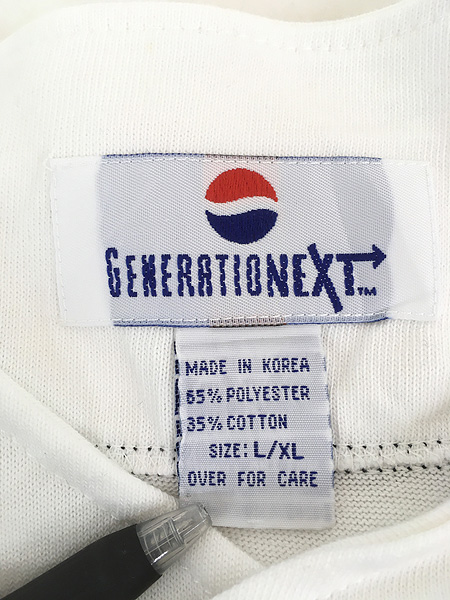 GENERATIONEXT™
MADE IN KOREA
65% POLYESTER
35% COTTON
SIZE: L/XL
OVER FOR CARE